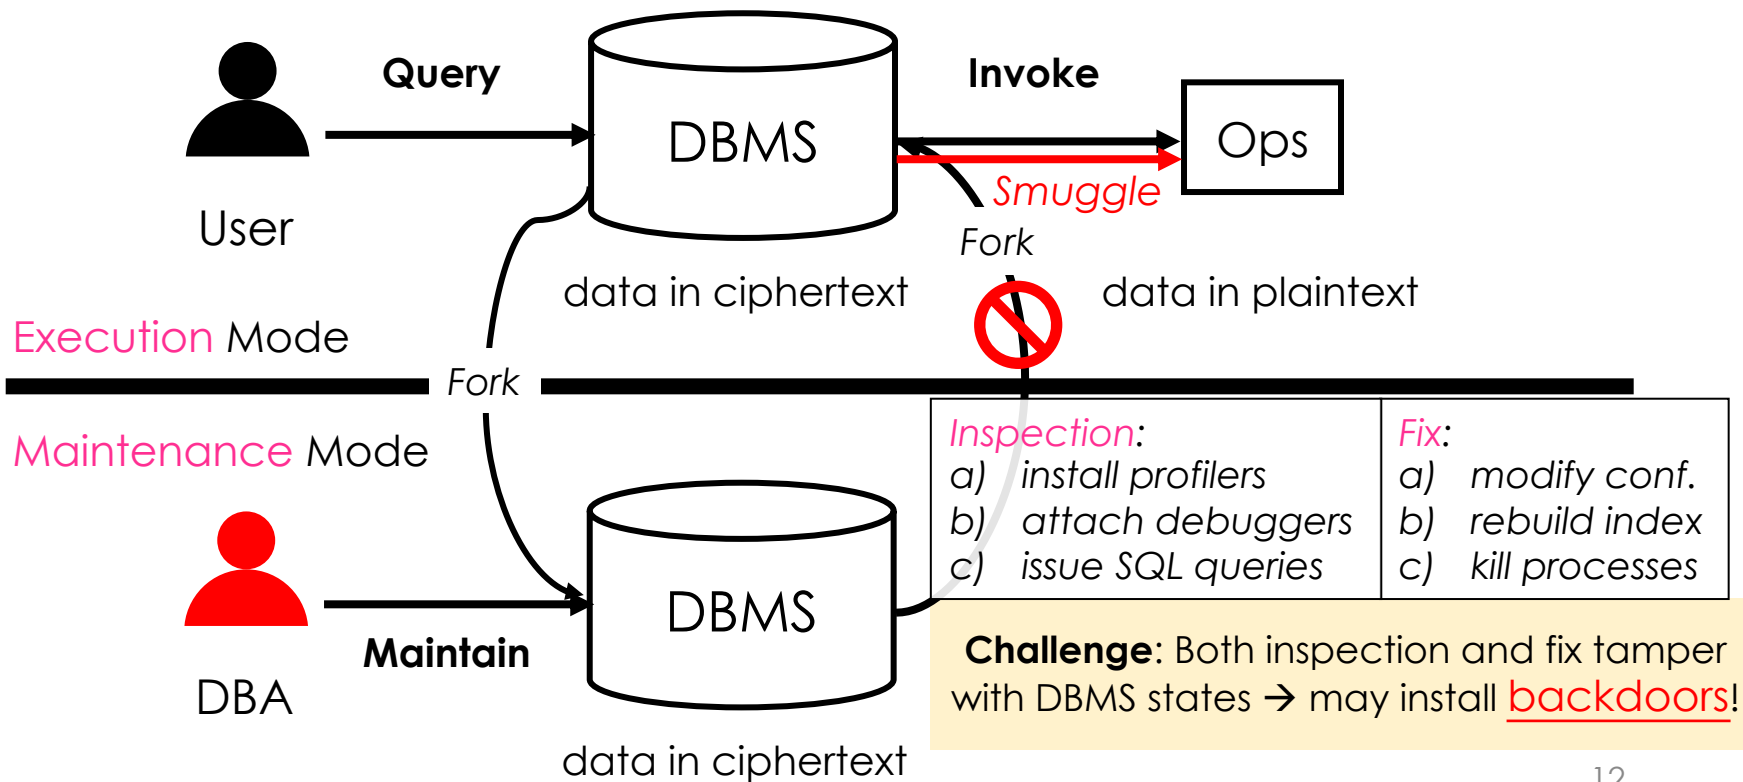 Query
Invoke
DBMS
Ops
Smuggle
User
Fork
data in ciphertext
data in plaintext
Execution Mode
Fork
Maintenance Mode
Inspection:
a) install profilers
b) attach debuggers
c) issue SQL queries
Fix:
a) modify conf.
b) rebuild index
c) kill processes
DBMS
Maintain
DBA
Challenge: Both inspection and fix tamper
with DBMS states → may install backdoors!
data in ciphertext
12